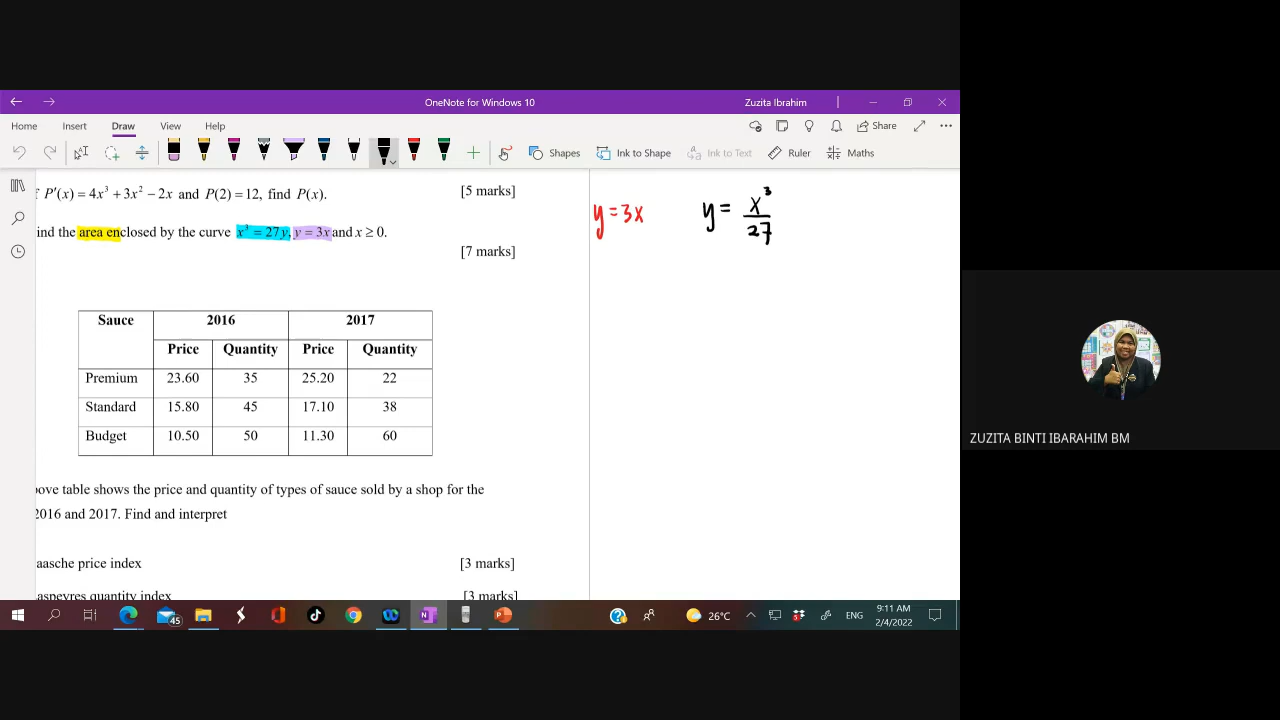 OneNote for Windows 10
Zuzita Ibrahim
Home Insert Draw View Help
Share
Shapes Ink to Shape Ink to Text Ruler Maths
f P′(x) = 4x³ + 3x² − 2x and P(2) = 12, find P(x). [5 marks]
ind the area enclosed by the curve x³ = 27y, y = 3x and x ≥ 0.
[7 marks]
y = 3x
y = x³/27
Sauce 2016 2017
Price Quantity Price Quantity
Premium 23.60 35 25.20 22
Standard 15.80 45 17.10 38
Budget 10.50 50 11.30 60
bove table shows the price and quantity of types of sauce sold by a shop for the
2016 and 2017. Find and interpret
aasche price index [3 marks]
aspeyres quantity index [3 marks]
ZUZITA BINTI IBARAHIM BM
45
26°C
ENG
9:11 AM
2/4/2022